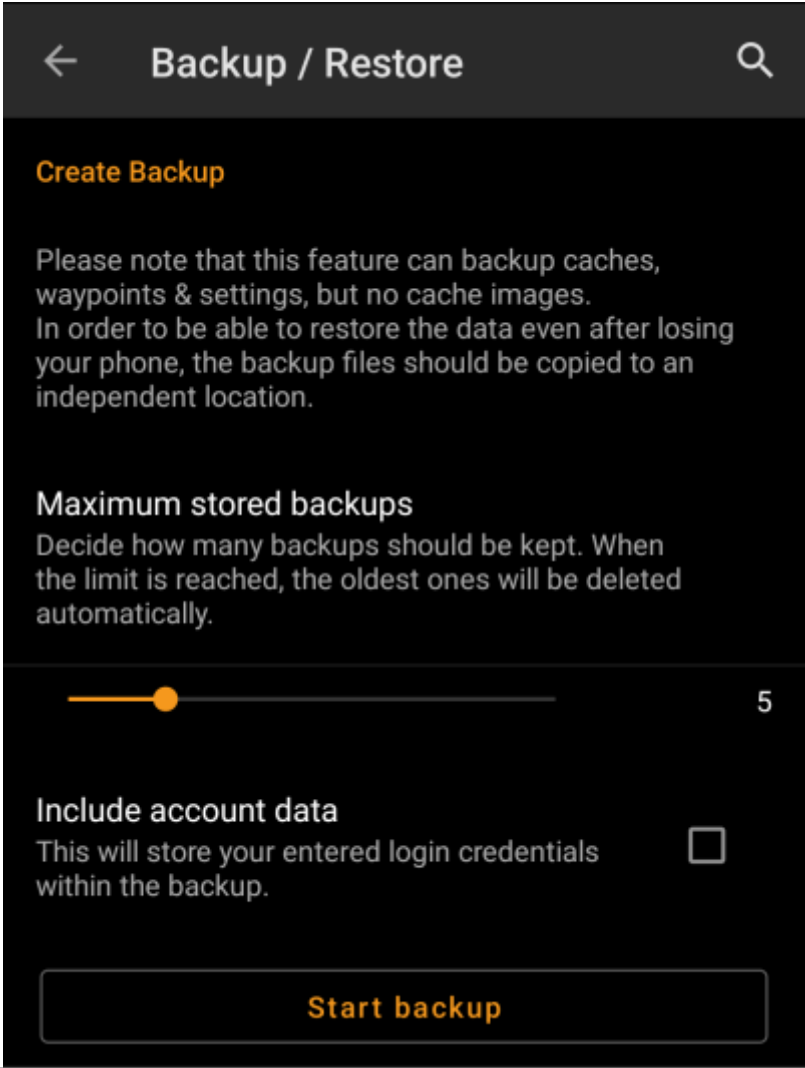 Backup / Restore
Create Backup
Please note that this feature can backup caches,
waypoints & settings, but no cache images.
In order to be able to restore the data even after losing
your phone, the backup files should be copied to an
independent location.
Maximum stored backups
Decide how many backups should be kept. When
the limit is reached, the oldest ones will be deleted
automatically.
5
Include account data
This will store your entered login credentials
within the backup.
Start backup